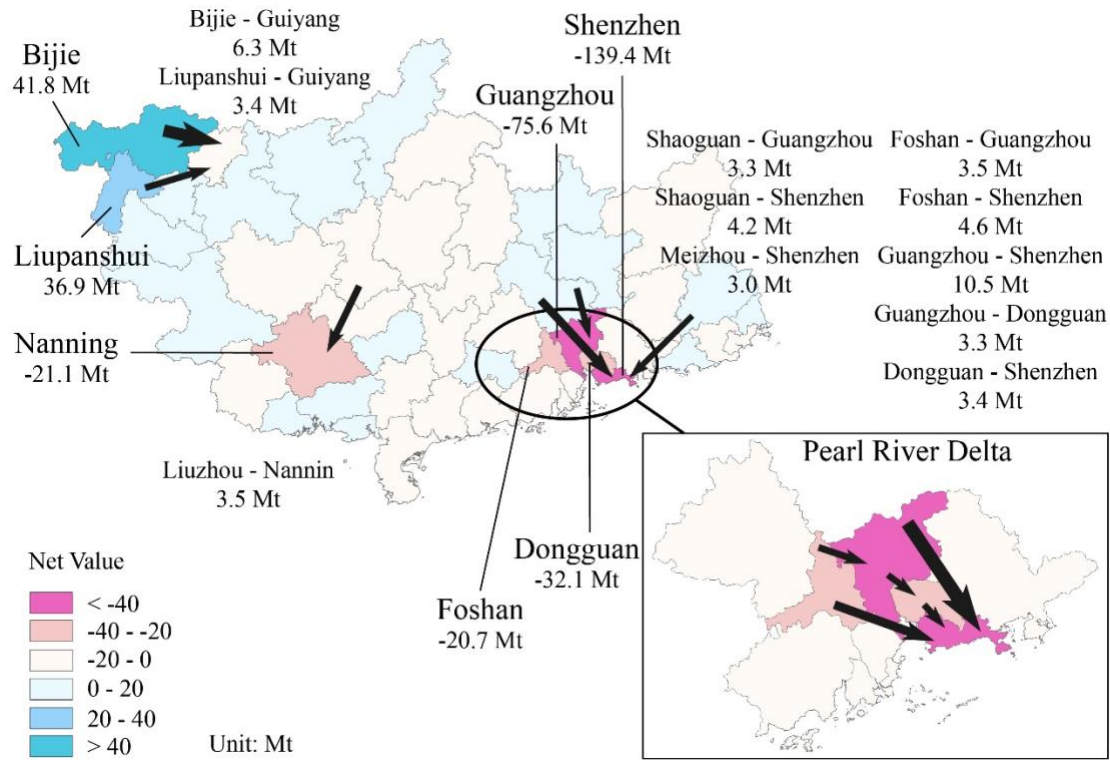 Bijie - Guiyang
6.3 Mt
Liupanshui - Guiyang
3.4 Mt
Bijie
41.8 Mt
Shenzhen
-139.4 Mt
Guangzhou
-75.6 Mt
Shaoguan - Guangzhou
3.3 Mt
Shaoguan - Shenzhen
4.2 Mt
Meizhou - Shenzhen
3.0 Mt
Foshan - Guangzhou
3.5 Mt
Foshan - Shenzhen
4.6 Mt
Guangzhou - Shenzhen
10.5 Mt
Guangzhou - Dongguan
3.3 Mt
Dongguan - Shenzhen
3.4 Mt
Liupanshui
36.9 Mt
Nanning
-21.1 Mt
Liuzhou - Nannin
3.5 Mt
Dongguan
-32.1 Mt
Foshan
-20.7 Mt
Pearl River Delta
Net Value
< -40
-40 - -20
-20 - 0
0 - 20
20 - 40
> 40
Unit: Mt